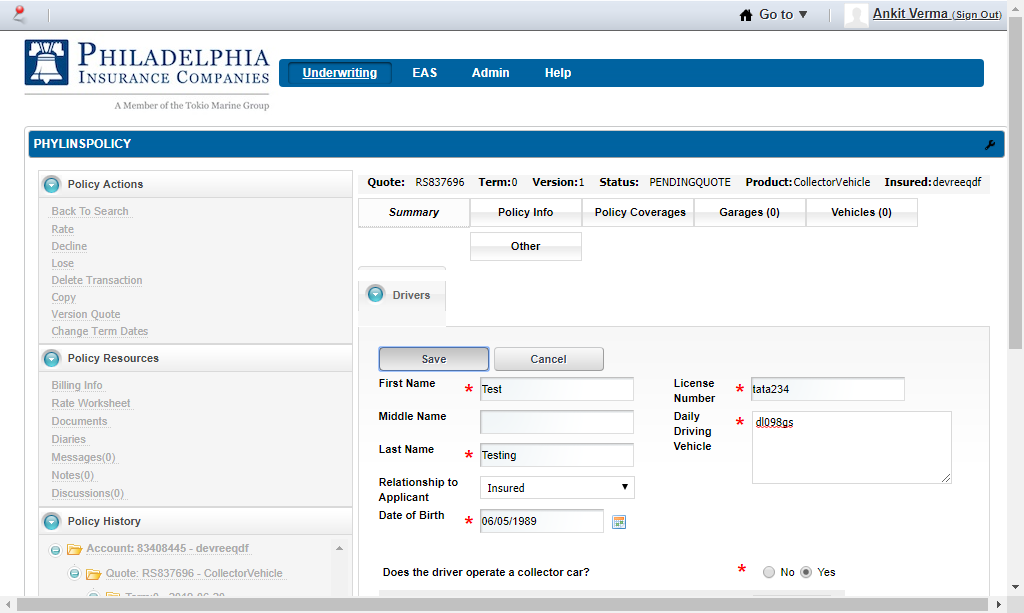 Go to ▼
Ankit Verma (Sign Out)
PHILADELPHIA
INSURANCE COMPANIES
A Member of the Tokio Marine Group
Underwriting EAS Admin Help
PHYLINSPOLICY
Policy Actions
Back To Search
Rate
Decline
Lose
Delete Transaction
Copy
Version Quote
Change Term Dates
Policy Resources
Billing Info
Rate Worksheet
Documents
Diaries
Messages(0)
Notes(0)
Discussions(0)
Policy History
Account: 83408445 - devreeqdf
Quote: RS837696 - CollectorVehicle
Quote: RS837696 Term:0 Version:1 Status: PENDINGQUOTE Product:CollectorVehicle Insured:devreeqdf
Summary Policy Info Policy Coverages Garages (0) Vehicles (0)
Other
Drivers
Save Cancel
First Name * Test
Middle Name
Last Name * Testing
Relationship to
Applicant
Insured
Date of Birth * 06/05/1989
License
Number
* tata234
Daily
Driving
Vehicle
* dl098gs
Does the driver operate a collector car? * No Yes